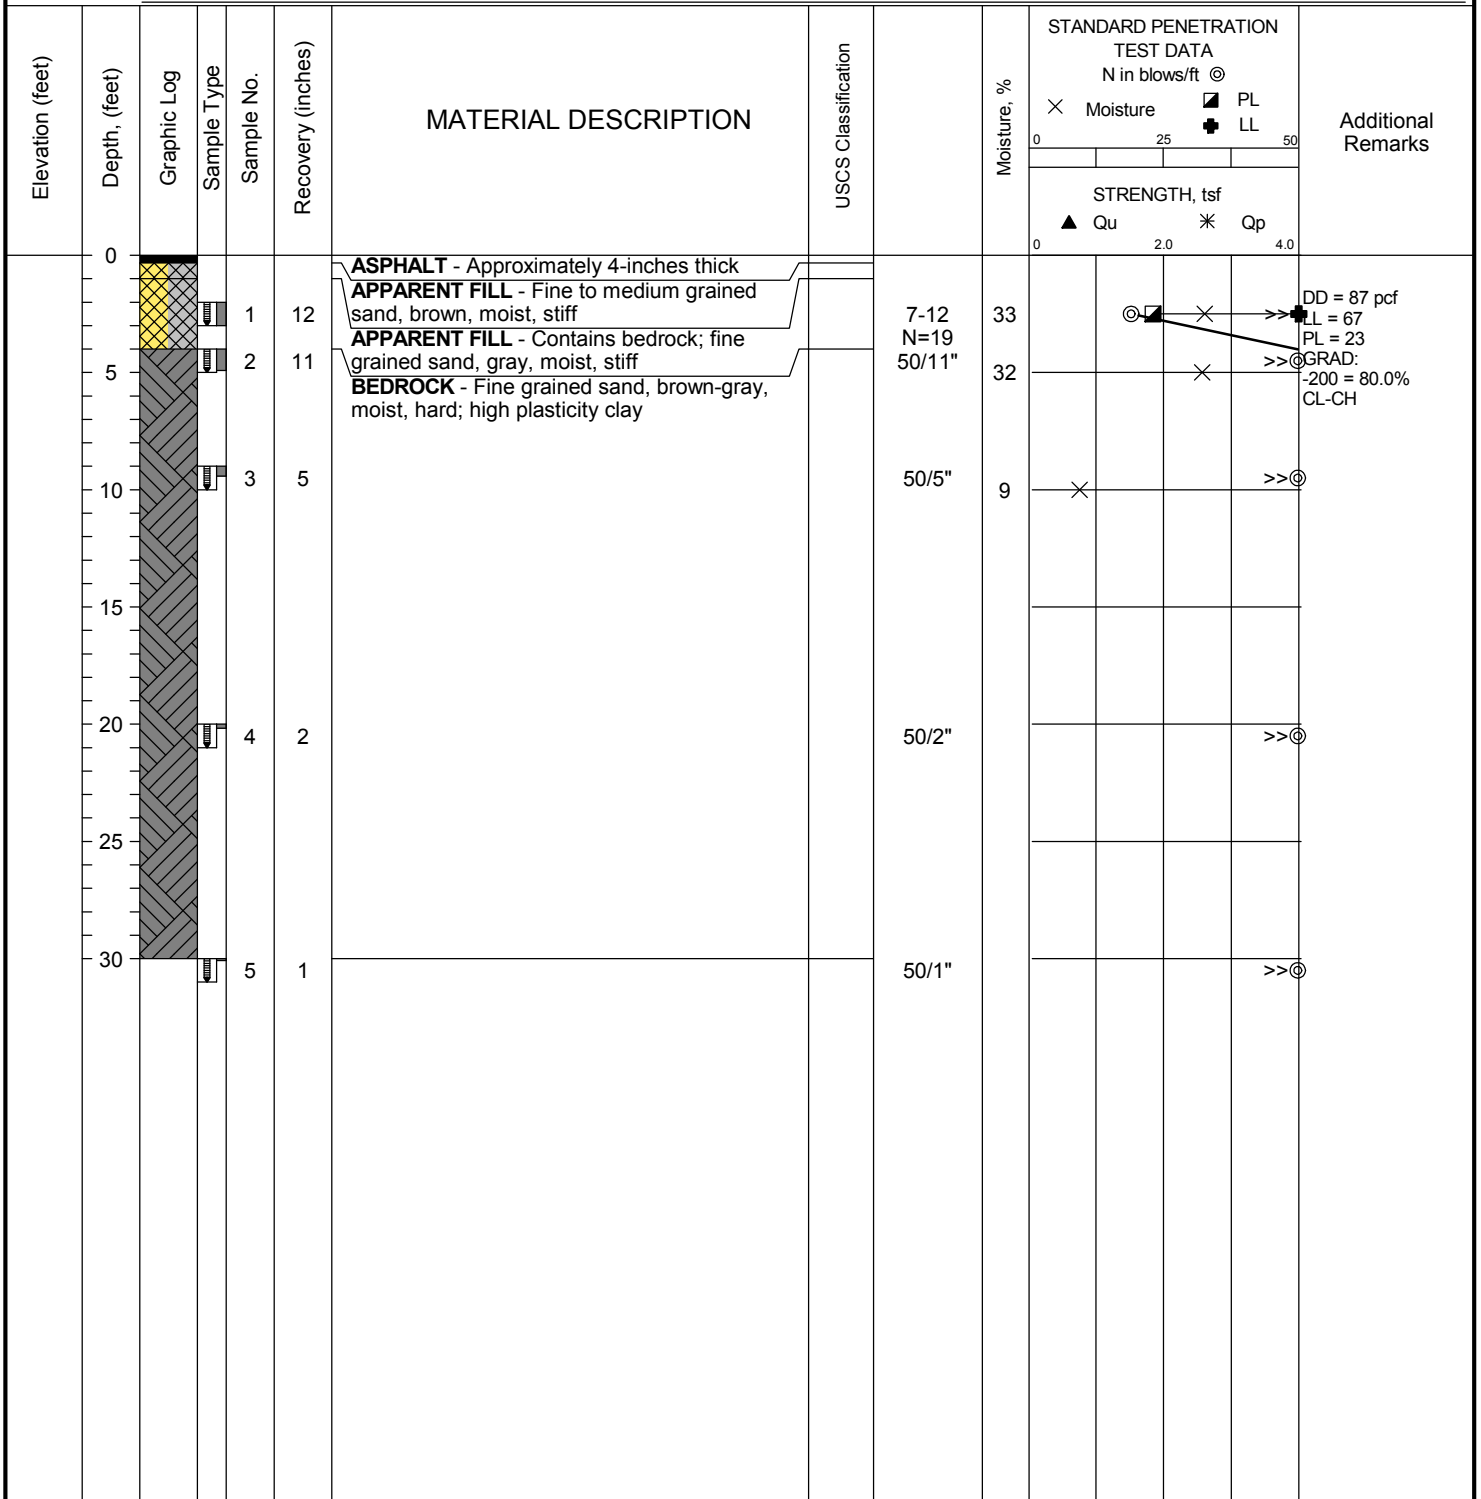 Elevation (feet)
Depth, (feet)
Graphic Log
Sample Type
Sample No.
Recovery (inches)
MATERIAL DESCRIPTION
USCS Classification
Moisture, %
STANDARD PENETRATION
TEST DATA
N in blows/ft
Moisture
PL
LL
0 25 50
STRENGTH, tsf
Qu Qp
0 2.0 4.0
Additional
Remarks
0
ASPHALT - Approximately 4-inches thick
APPARENT FILL - Fine to medium grained
sand, brown, moist, stiff
1 12 7-12 33 >>
N=19
APPARENT FILL - Contains bedrock; fine
grained sand, gray, moist, stiff
2 11 50/11" >>
5 32
BEDROCK - Fine grained sand, brown-gray,
moist, hard; high plasticity clay
DD = 87 pcf
LL = 67
PL = 23
GRAD:
-200 = 80.0%
CL-CH
3 5 50/5" >>
10 9
15
20
4 2 50/2" >>
25
30
5 1 50/1" >>